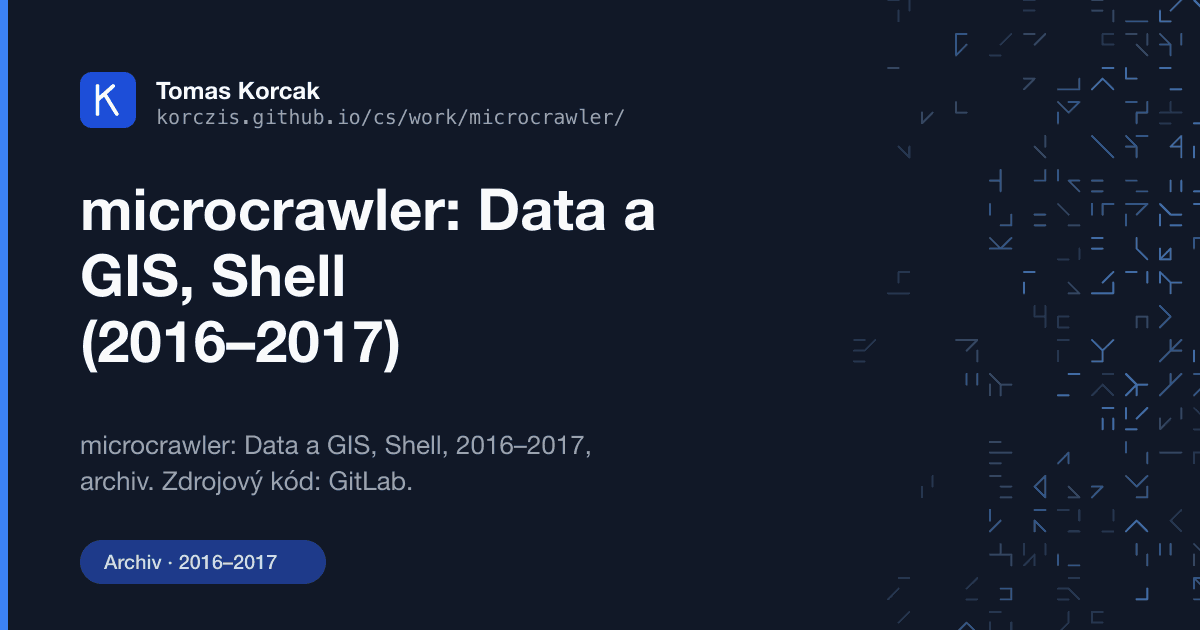 K
Tomas Korcak
korczis.github.io/cs/work/microcrawler/
microcrawler: Data a
GIS, Shell
(2016–2017)
microcrawler: Data a GIS, Shell, 2016–2017,
archiv. Zdrojový kód: GitLab.
Archiv · 2016–2017